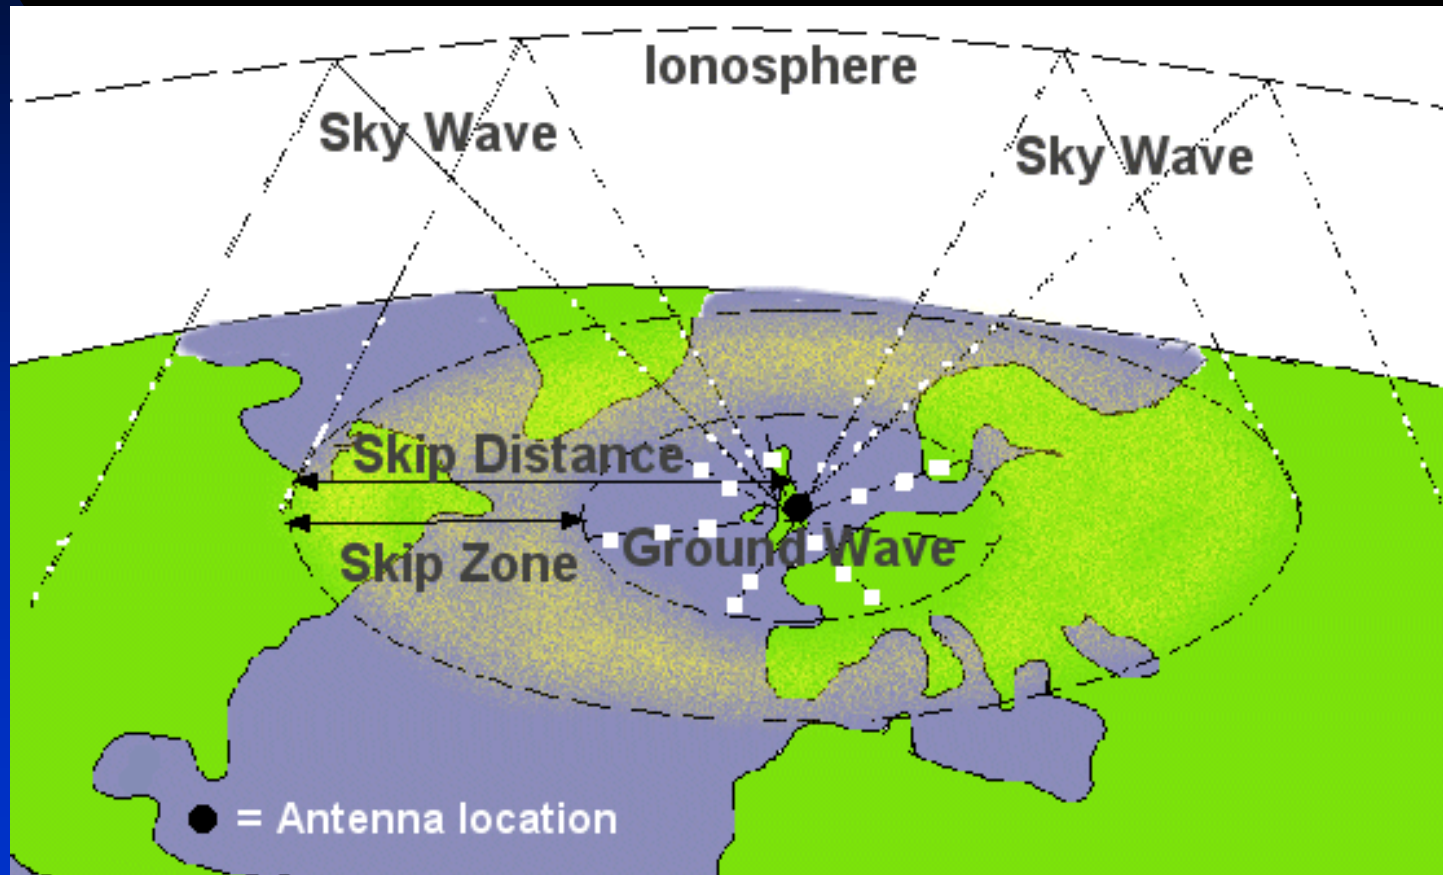 Ionosphere
Sky Wave
Sky Wave
Skip Distance
Skip Zone
Ground Wave
= Antenna location